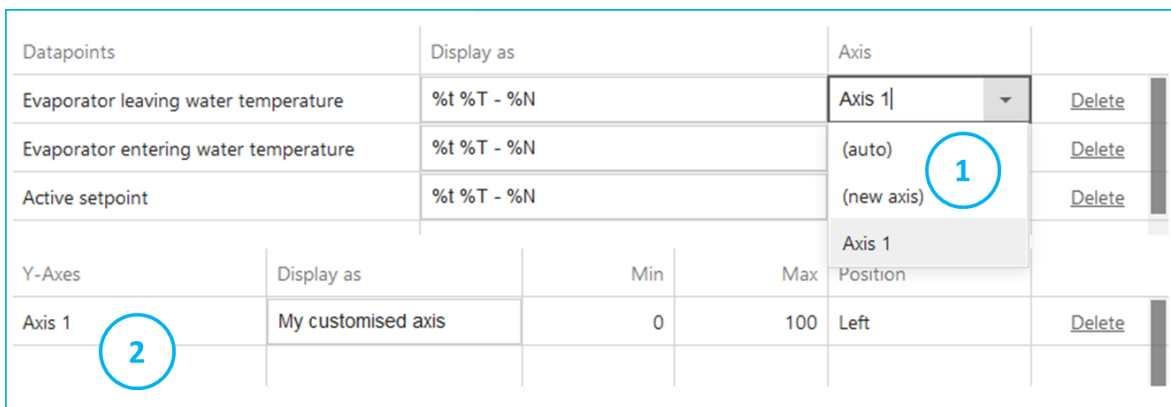 Datapoints Display as Axis
Evaporator leaving water temperature %t %T - %N Axis 1 Delete
Evaporator entering water temperature %t %T - %N (auto) Delete
1
Active setpoint %t %T - %N (new axis) Delete
Axis 1
Y-Axes Display as Min Max Position
Axis 1 My customised axis 0 100 Left Delete
2